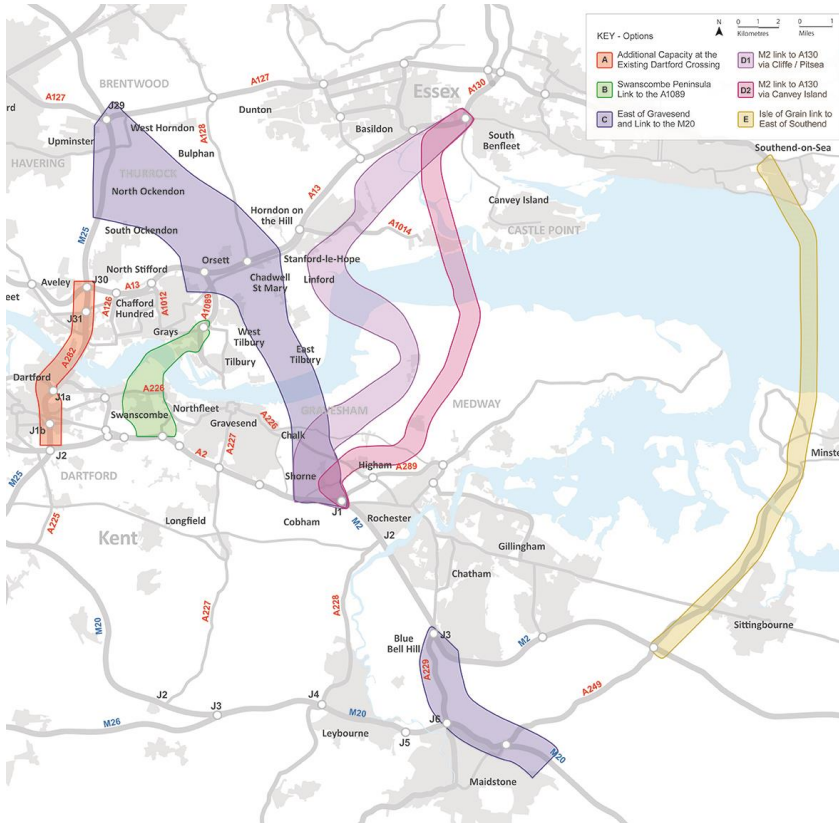 N
0 1 2
Kilometres
0 1
Miles
KEY - Options
A Additional Capacity at the
Existing Dartford Crossing
B Swanscombe Peninsula
Link to the A1089
C East of Gravesend
and Link to the M20
D1 M2 link to A130
via Cliffe / Pitsea
D2 M2 link to A130
via Canvey Island
E Isle of Grain link to
East of Southend
BRENTWOOD
A127
A130
Essex
rd
A127
J29
Dunton
West Horndon
A128
Basildon
Upminster
South
Benfleet
Southend-on-Sea
Bulphan
HAVERING
THURROCK
North Ockendon
A13
Canvey Island
Horndon on
the Hill
M25
South Ockendon
A1014
CASTLE POINT
Orsett
Stanford-le-Hope
North Stifford
Aveley
J30
A13
Chadwell
St Mary
Linford
eet
A126
Chafford
Hundred
A1012
A1089
J31
Grays
West
Tilbury
East
Tilbury
A282
Tilbury
Dartford
J1a
A226
Swanscombe
Northfleet
A226
GRAVESHAM
MEDWAY
J1b
Gravesend
Chalk
A227
A2
J2
Higham
A289
Minste
M25
DARTFORD
Shorne
J1
A225
Longfield
Cobham
M2
Rochester
Kent
J2
Gillingham
Chatham
A227
A228
M20
Sittingbourne
Blue
Bell Hill
J3
M2
A229
A249
J2
J3
J4
M20
M26
J6
Leybourne
J5
M20
Maidstone